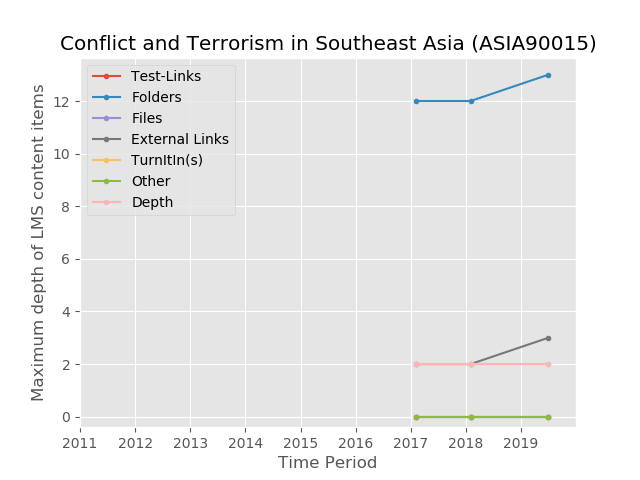 Conflict and Terrorism in Southeast Asia (ASIA90015)
Maximum depth of LMS content items
12
10
8
6
4
2
0
Test-Links
Folders
Files
External Links
TurnItIn(s)
Other
Depth
2011 2012 2013 2014 2015 2016 2017 2018 2019
Time Period